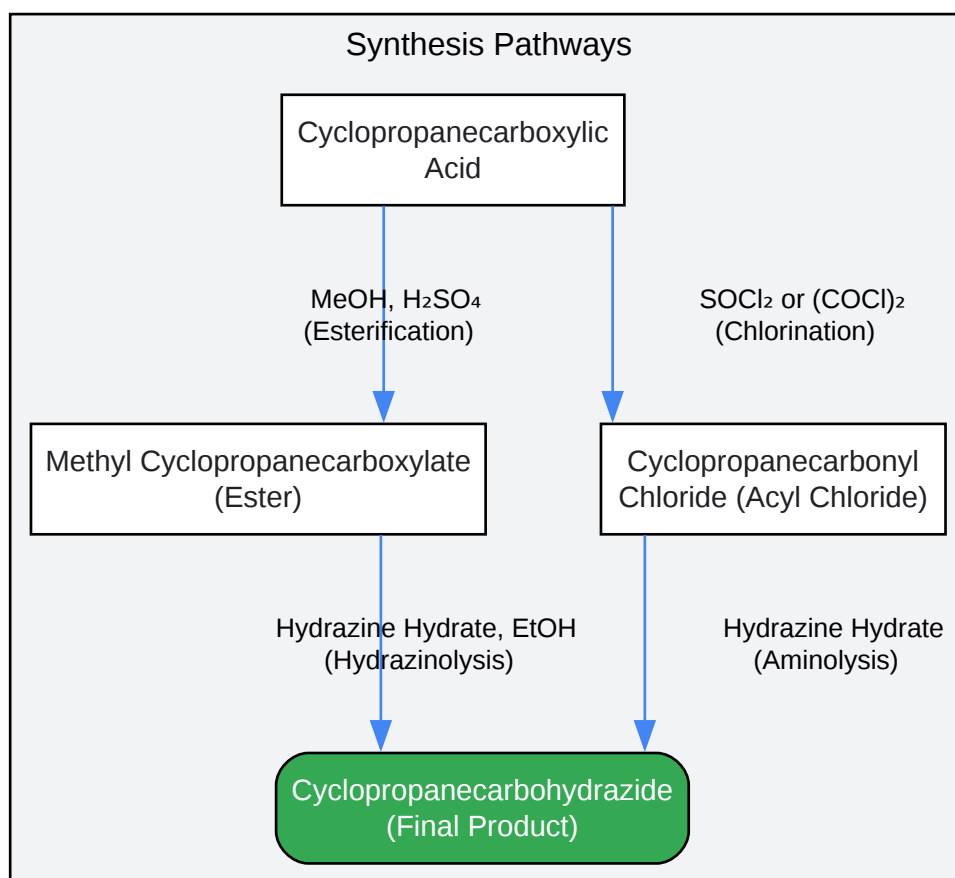 Synthesis Pathways
Cyclopropanecarboxylic
Acid
MeOH, H₂SO₄
(Esterification)
SOCl₂ or (COCl)₂
(Chlorination)
Methyl Cyclopropanecarboxylate
(Ester)
Cyclopropanecarbonyl
Chloride (Acyl Chloride)
Hydrazine Hydrate, EtOH
(Hydrazinolysis)
Hydrazine Hydrate
(Aminolysis)
Cyclopropanecarbohydrazide
(Final Product)